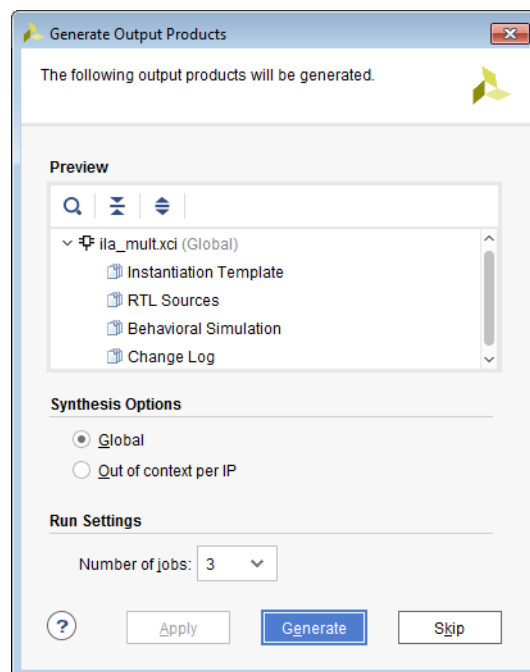 Generate Output Products
The following output products will be generated.
Preview
ila_mult.xci (Global)
Instantiation Template
RTL Sources
Behavioral Simulation
Change Log
Synthesis Options
Global
Out of context per IP
Run Settings
Number of jobs: 3
? Apply Generate Skip